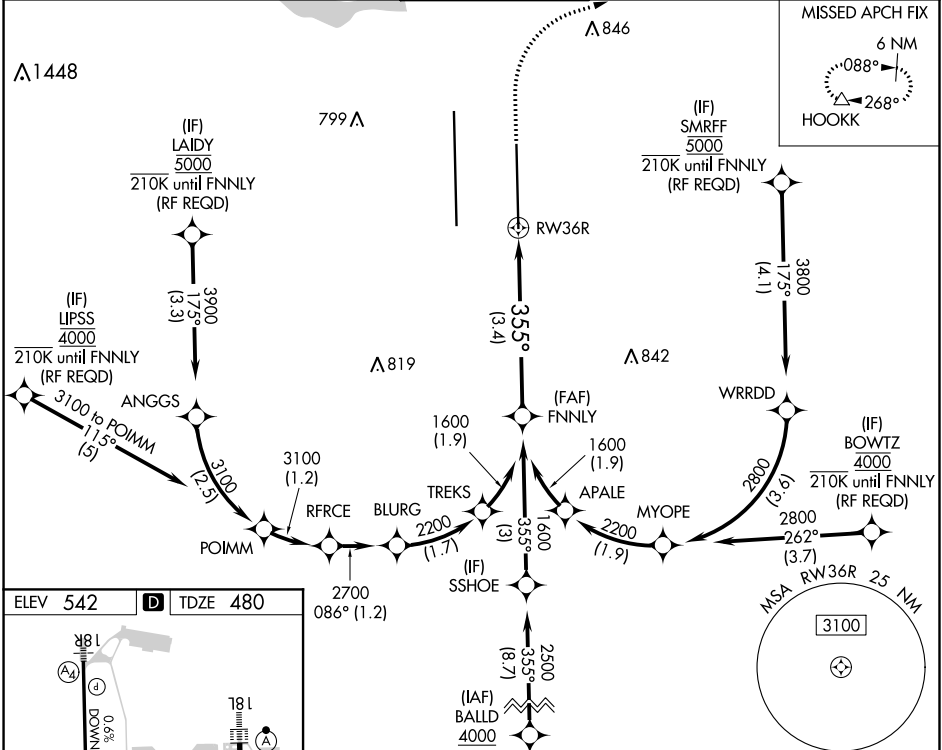 MISSED APCH FIX
6 NM
088°
268°
HOOKK
846
1448
799
(IF)
LAIDY
5000
210K until FNNLY
(RF REQD)
(IF)
SMRFF
5000
210K until FNNLY
(RF REQD)
RW36R
3900
175°
(3.3)
3800
175°
(4.1)
(IF)
LIPSS
4000
210K until FNNLY
(RF REQD)
355°
(3.4)
819
842
ANGGS
3100 to POIMM
115°
(5)
(FAF)
FNNLY
WRRDD
(IF)
BOWTZ
4000
210K until FNNLY
(RF REQD)
1600
(1.9)
1600
(1.9)
3100
(2.5)
3100
(1.2)
2800
(3.6)
RFRCE
BLURG
TREKS
APALE
MYOPE
POIMM
2200
(1.7)
1600
355°
(3)
2200
(1.9)
2800
262°
(3.7)
(IF)
SSHOE
2700
086° (1.2)
MSA RW36R 25 NM
3100
ELEV 542
D
TDZE 480
2500
355°
(8.7)
(IAF)
BALLD
4000
18R
A4
P
0.6%
DOWN
18L
A